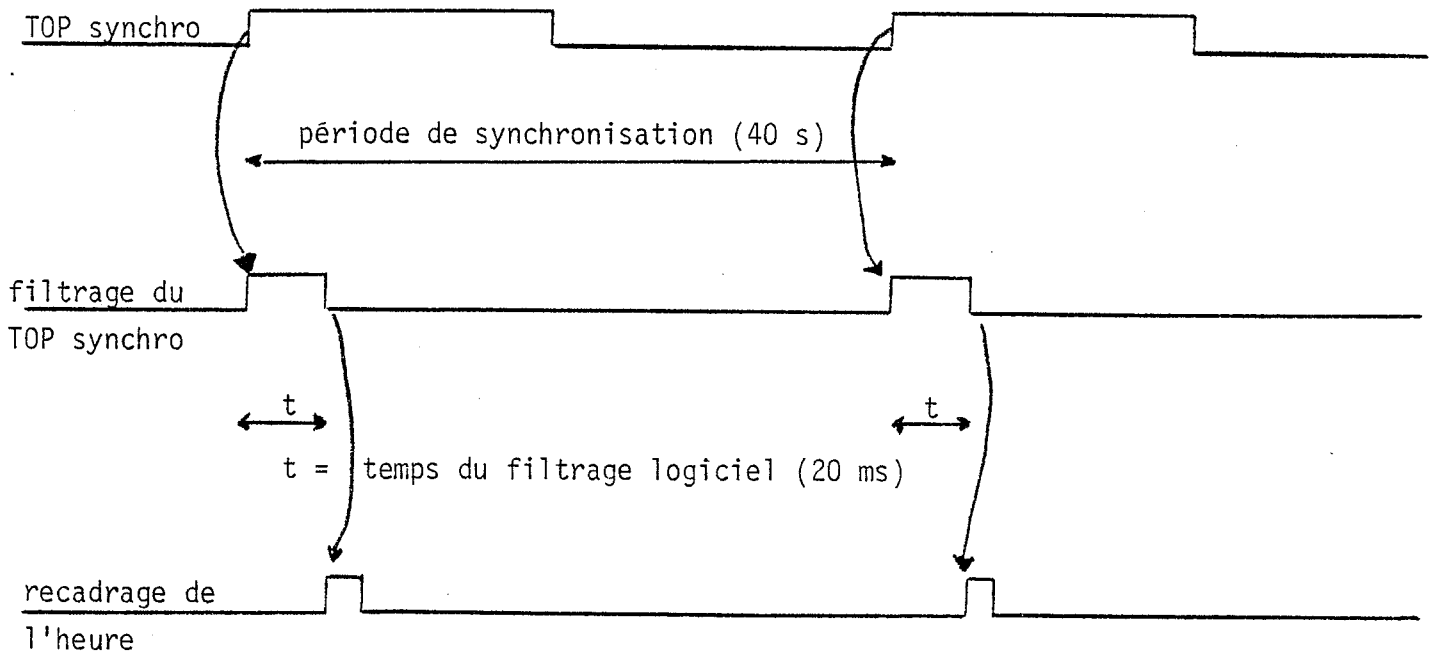 TOP synchro
période de synchronisation (40 s)
filtrage du
TOP synchro
t
t
t = temps du filtrage logiciel (20 ms)
recadrage de
l'heure